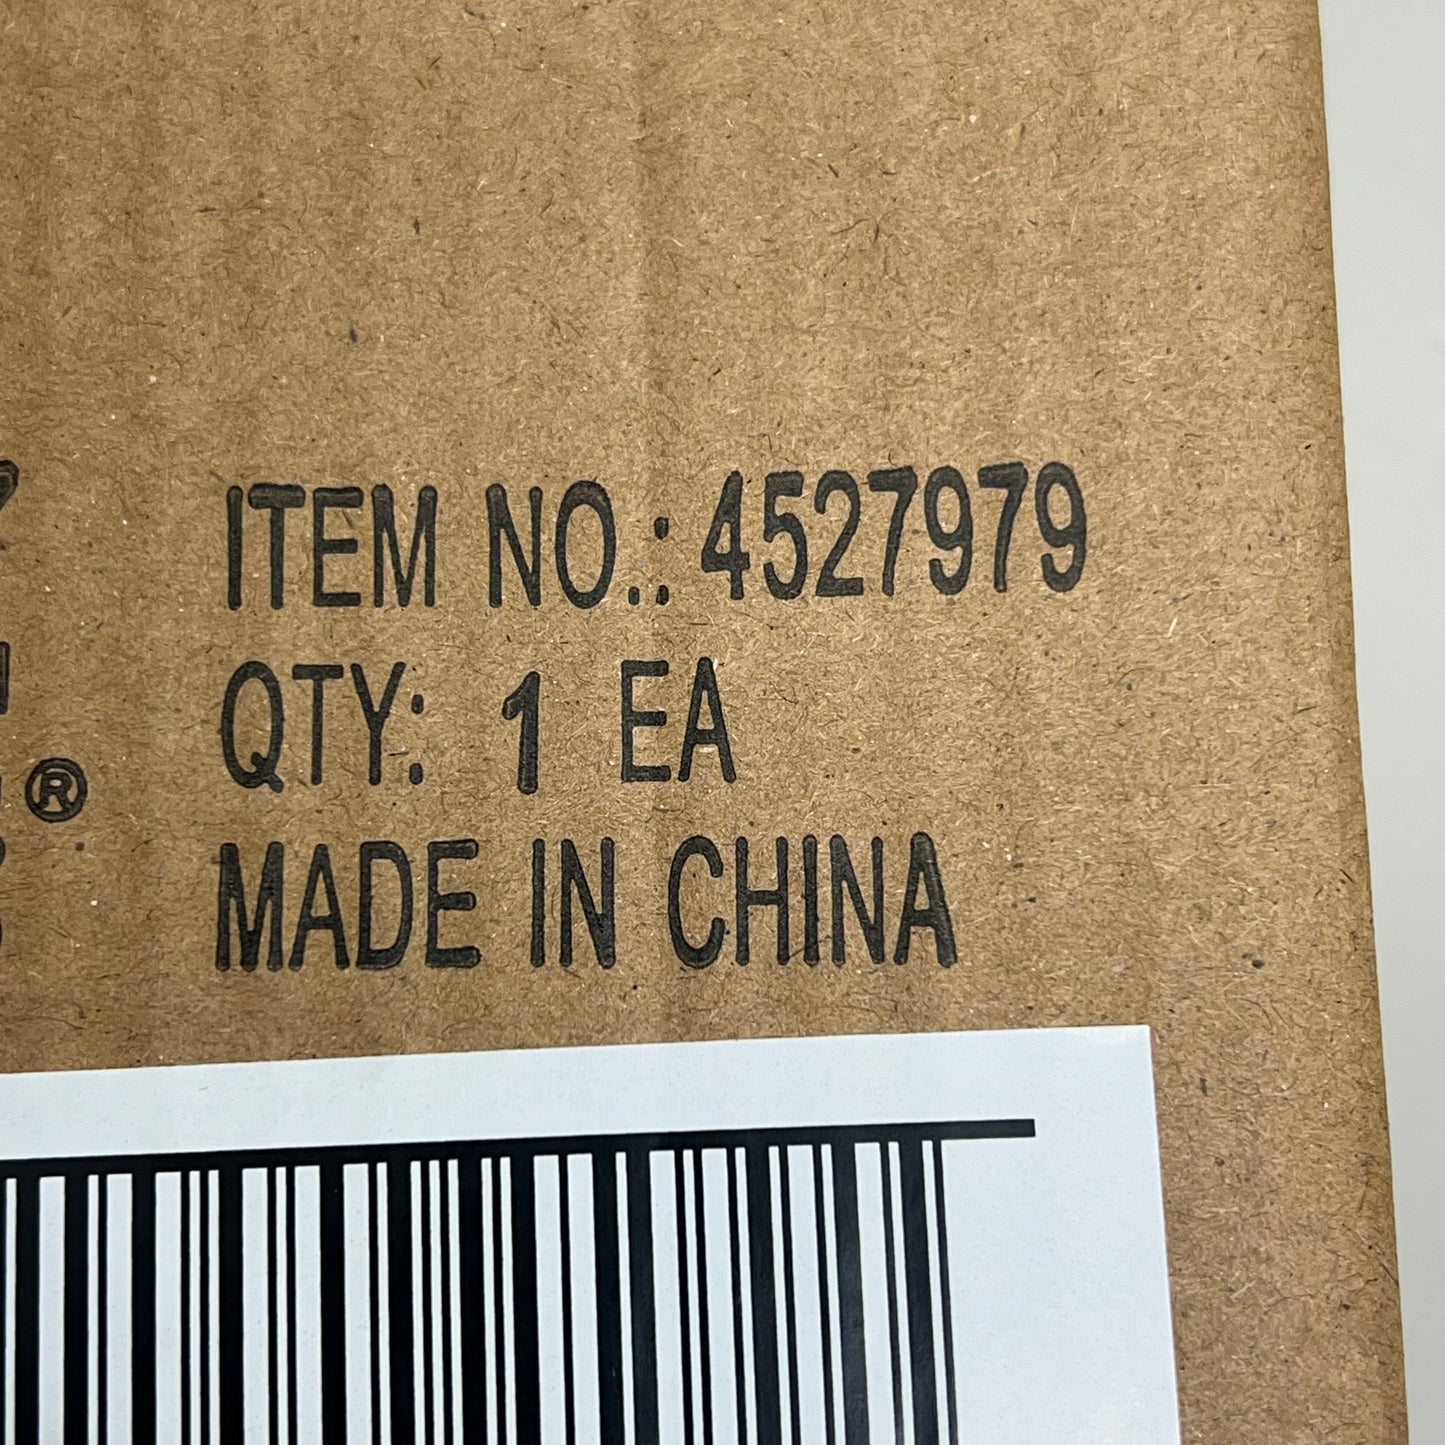 ITEM NO.: 4527979
QTY: 1 EA
MADE IN CHINA
®